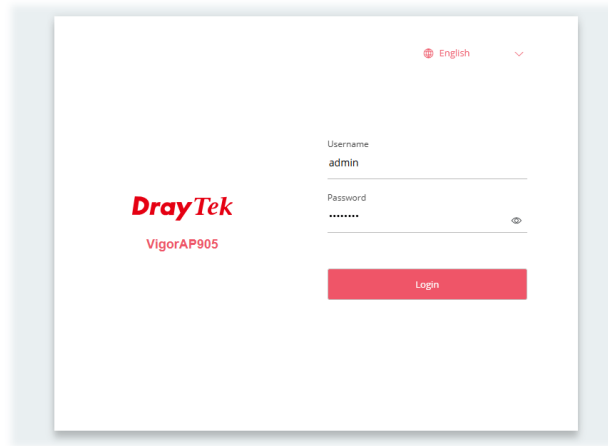 English
Username
admin
Password
••••••••
DrayTek
VigorAP905
Login